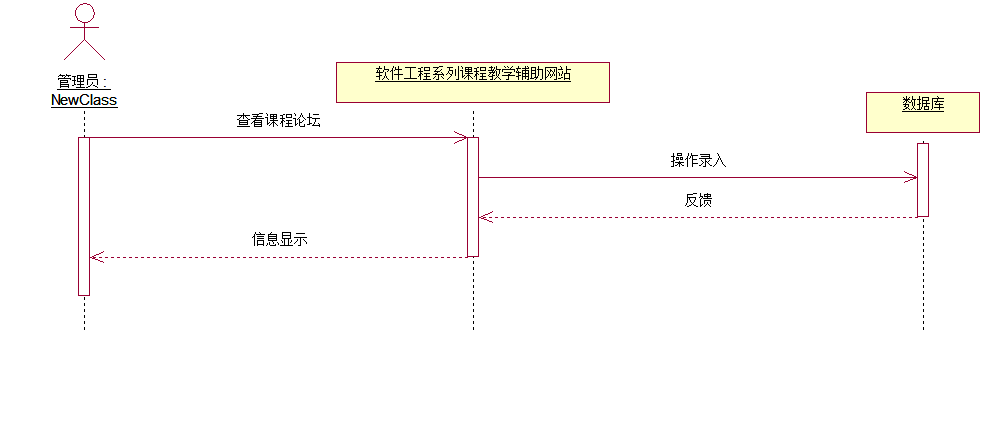 管理员 :
NewClass
软件工程系列课程教学辅助网站
数据库
查看课程论坛
操作录入
反馈
信息显示